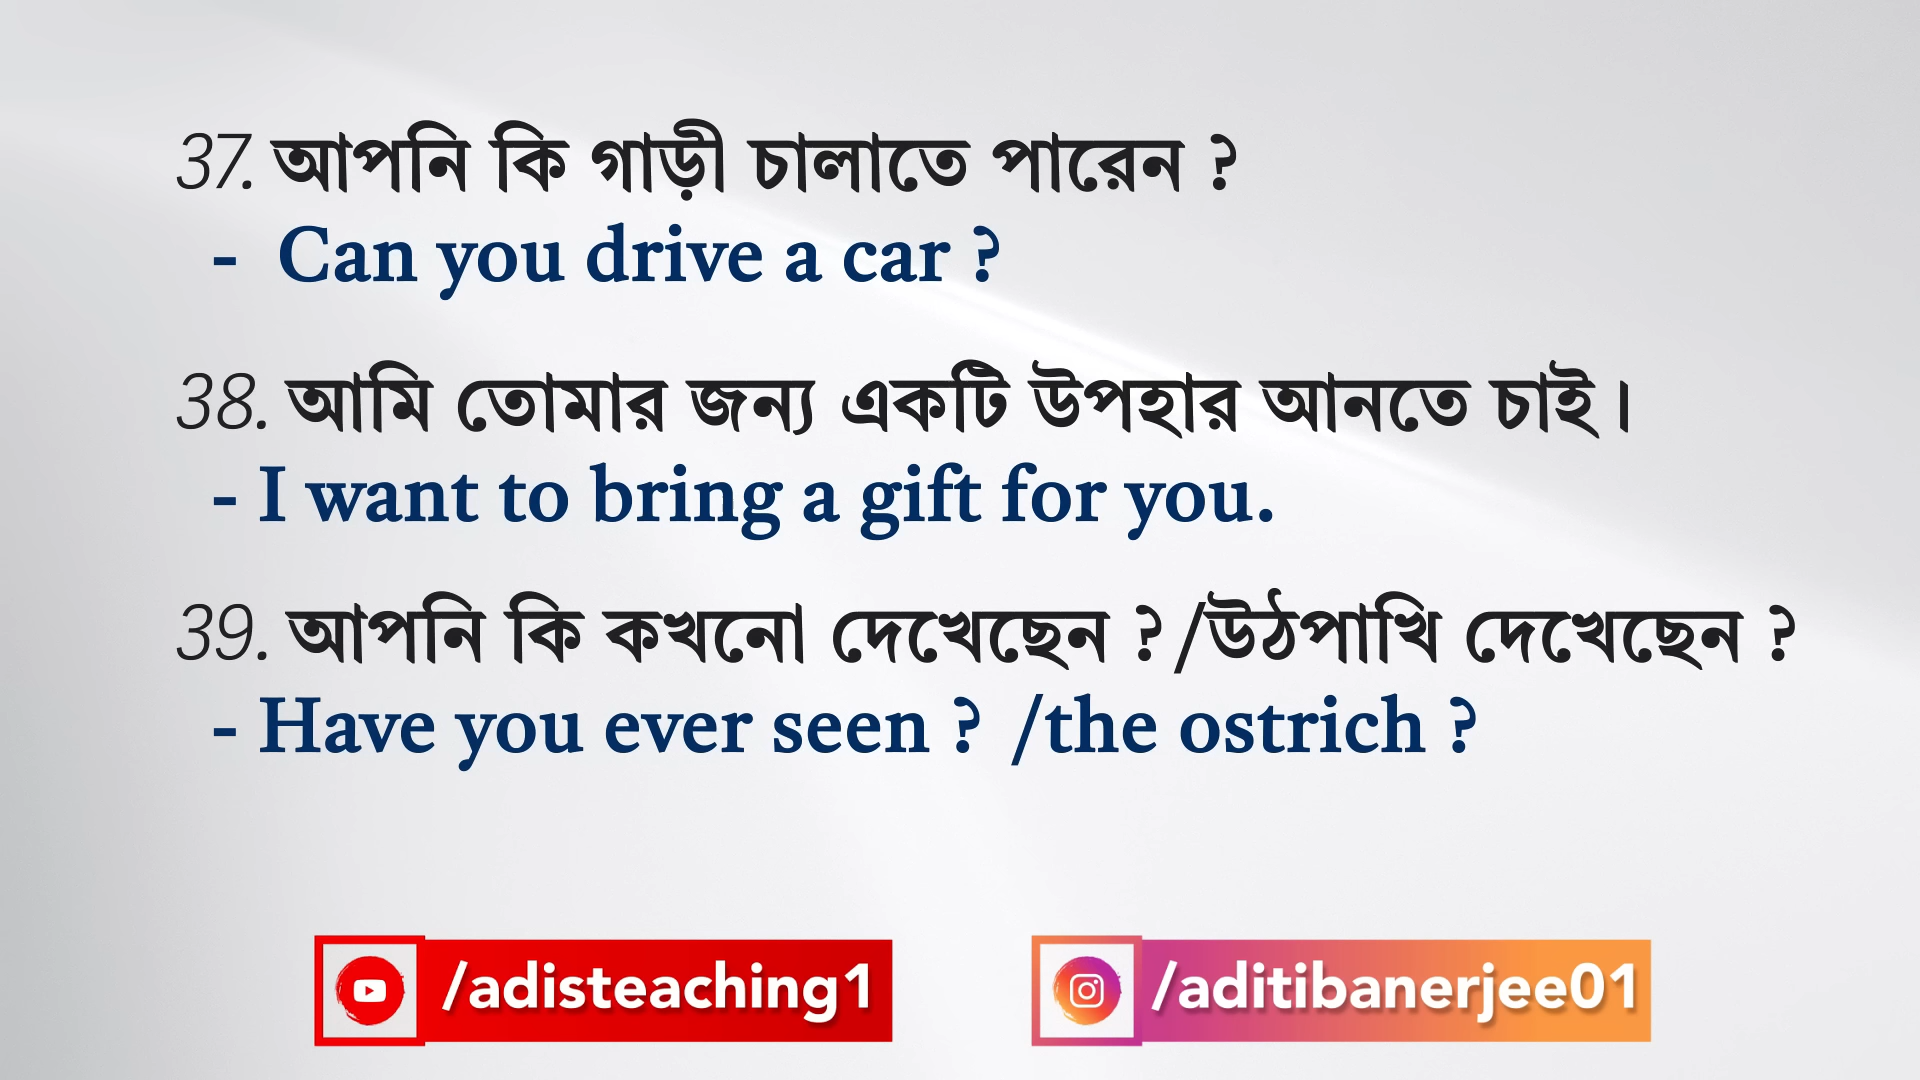 37. আপনি কি গাড়ী চালাতে পারেন ?
- Can you drive a car ?
38. আমি তোমার জন্য একটি উপহার আনতে চাই।
- I want to bring a gift for you.
39. আপনি কি কখনো দেখেছেন ?/উঠপাখি দেখেছেন ?
- Have you ever seen ? /the ostrich ?
/adisteaching1
/aditibanerjee01